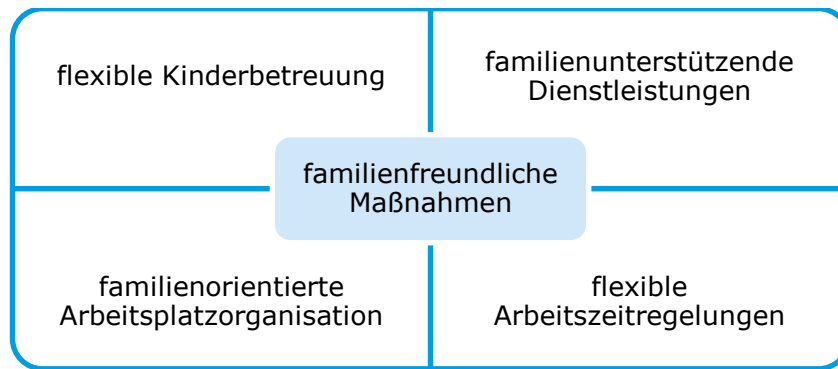 flexible Kinderbetreuung
familienunterstützende
Dienstleistungen
familienfreundliche
Maßnahmen
familienorientierte
Arbeitsplatzorganisation
flexible
Arbeitszeitregelungen